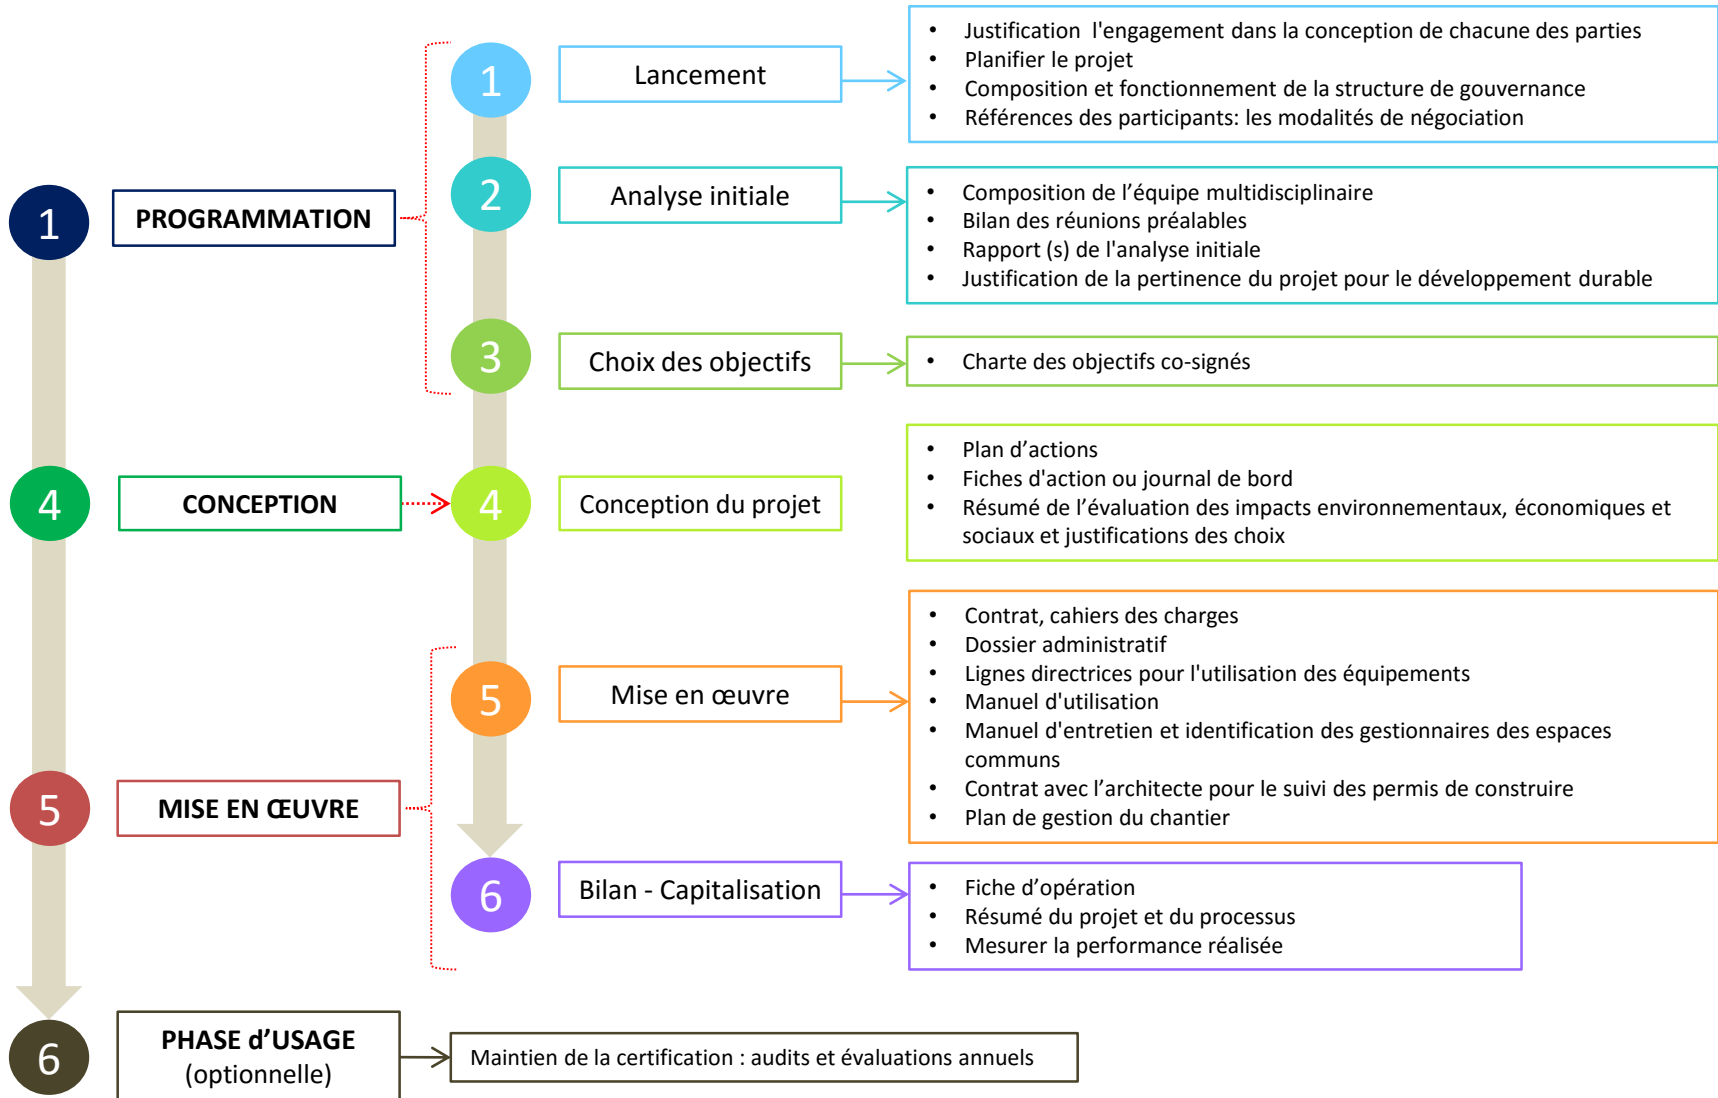 1
PROGRAMMATION
1
Lancement
• Justification  l'engagement dans la conception de chacune des parties
• Planifier le projet
• Composition et fonctionnement de la structure de gouvernance
• Références des participants: les modalités de négociation
2
Analyse initiale
• Composition de l’équipe multidisciplinaire
• Bilan des réunions préalables
• Rapport (s) de l'analyse initiale
• Justification de la pertinence du projet pour le développement durable
3
Choix des objectifs
• Charte des objectifs co-signés
4
CONCEPTION
4
Conception du projet
• Plan d’actions
• Fiches d'action ou journal de bord
• Résumé de l’évaluation des impacts environnementaux, économiques et
sociaux et justifications des choix
5
MISE EN ŒUVRE
5
Mise en œuvre
• Contrat, cahiers des charges
• Dossier administratif
• Lignes directrices pour l'utilisation des équipements
• Manuel d'utilisation
• Manuel d'entretien et identification des gestionnaires des espaces
communs
• Contrat avec l’architecte pour le suivi des permis de construire
• Plan de gestion du chantier
6
Bilan - Capitalisation
• Fiche d’opération
• Résumé du projet et du processus
• Mesurer la performance réalisée
6
PHASE d’USAGE
(optionnelle)
Maintien de la certification : audits et évaluations annuels